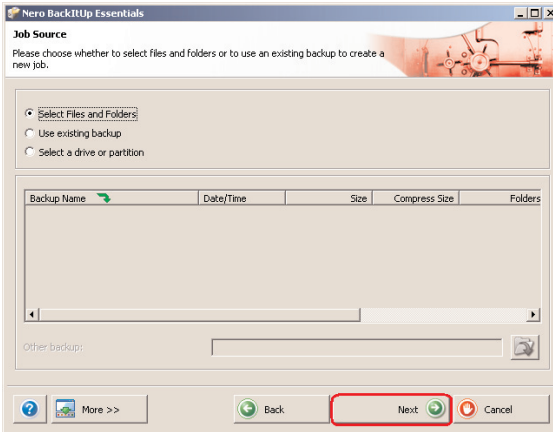 Nero BackItUp Essentials
Job Source
Please choose whether to select files and folders or to use an existing backup to create a
new job.
Select Files and Folders
Use existing backup
Select a drive or partition
Backup Name Date/Time Size Compress Size Folders
Other backup:
More >> Back Next Cancel